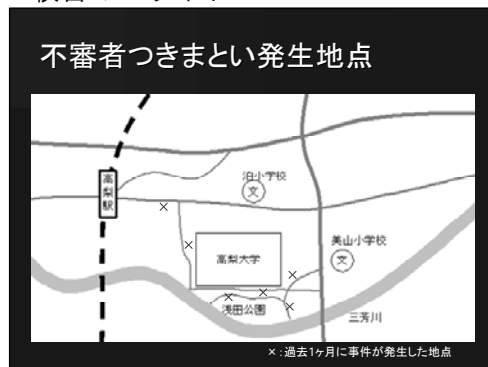 不審者つきまとい発生地点
高梨駅
泊小学校
文
美山小学校
文
高梨大学
浅田公園
三芳川
×:過去1ヶ月に事件が発生した地点